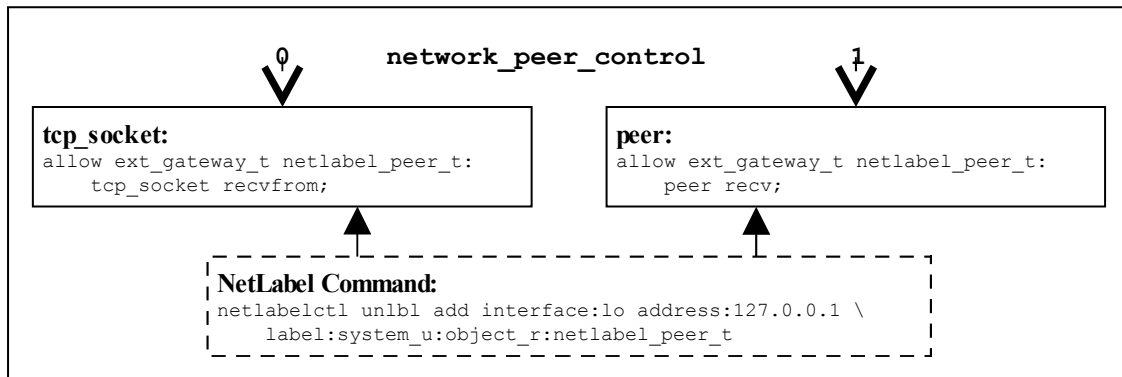 0 network_peer_control 1
tcp_socket:
allow ext_gateway_t netlabel_peer_t:
tcp_socket recvfrom;
peer:
allow ext_gateway_t netlabel_peer_t:
peer recv;
NetLabel Command:
netlabelctl unlbl add interface:lo address:127.0.0.1 \
label:system_u:object_r:netlabel_peer_t